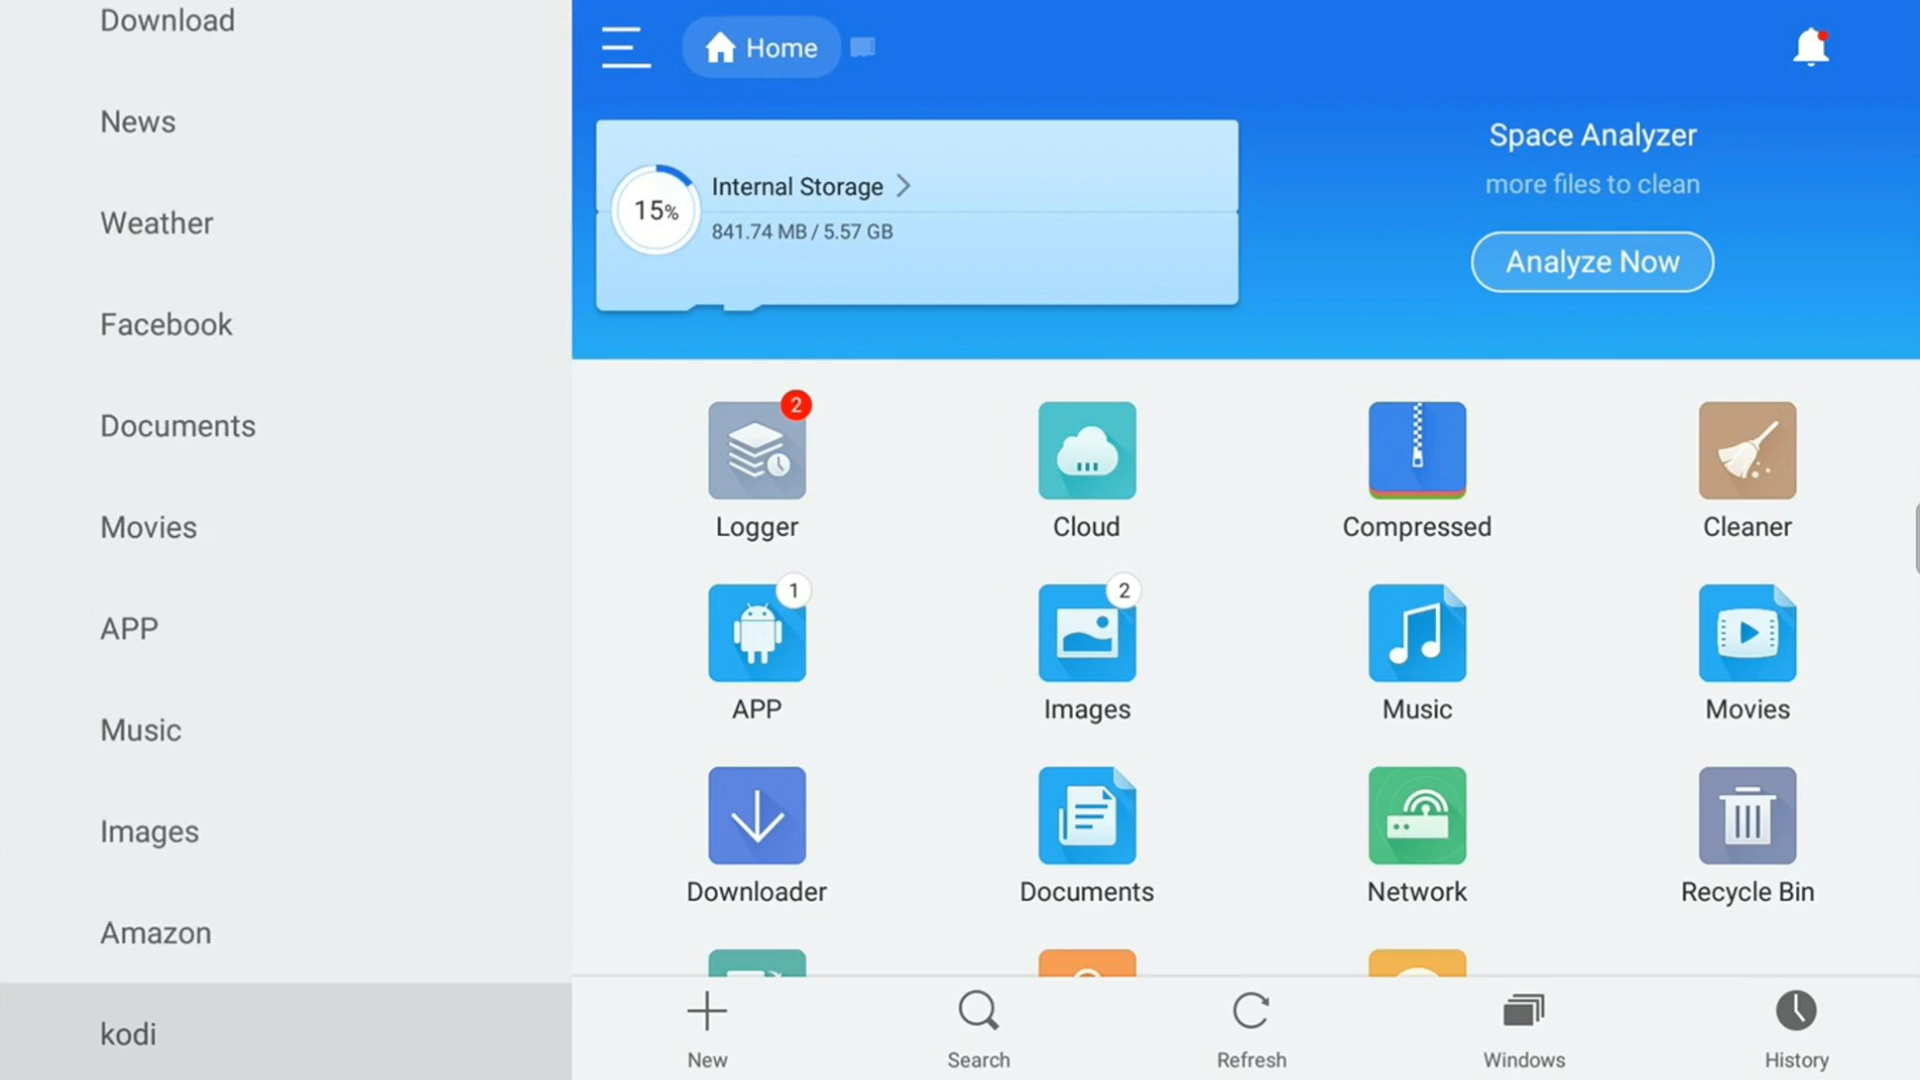 Download
News
Weather
Facebook
Documents
Movies
APP
Music
Images
Amazon
kodi
Home
Internal Storage
15%
841.74 MB / 5.57 GB
Space Analyzer
more files to clean
Analyze Now
2
Logger
Cloud
Compressed
Cleaner
1
APP
2
Images
Music
Movies
Downloader
Documents
Network
Recycle Bin
New
Search
Refresh
Windows
History